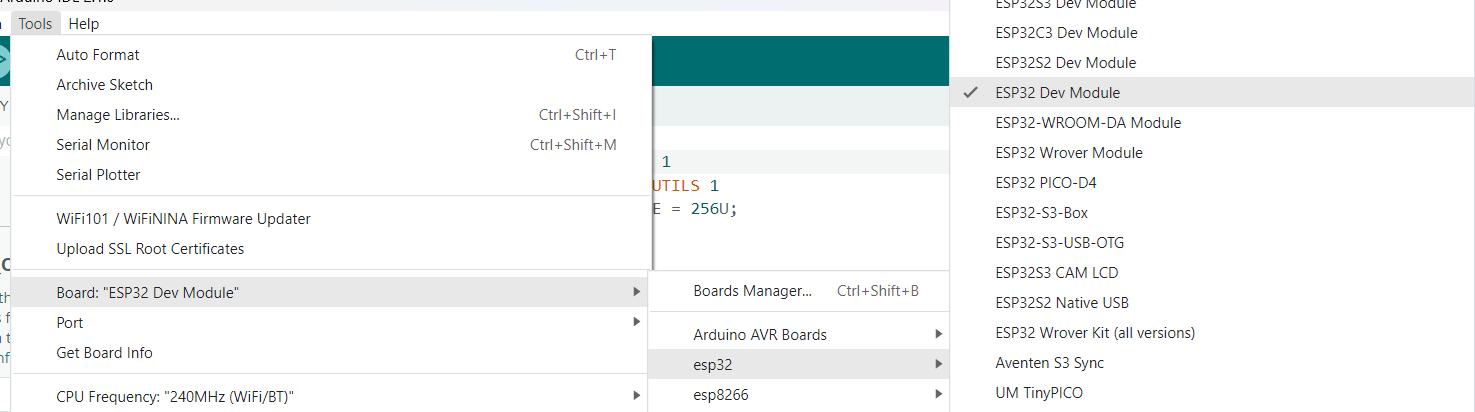 Tools Help
Auto Format Ctrl+T
Archive Sketch
Manage Libraries... Ctrl+Shift+I
Serial Monitor Ctrl+Shift+M
Serial Plotter
WiFi101 / WiFiNINA Firmware Updater
Upload SSL Root Certificates
Board: "ESP32 Dev Module"
Port
Get Board Info
CPU Frequency: "240MHz (WiFi/BT)"
1
UTILS 1
E = 256U;
Boards Manager... Ctrl+Shift+B
Arduino AVR Boards
esp32
esp8266
ESP32S3 Dev Module
ESP32C3 Dev Module
ESP32S2 Dev Module
ESP32 Dev Module
ESP32-WROOM-DA Module
ESP32 Wrover Module
ESP32 PICO-D4
ESP32-S3-Box
ESP32-S3-USB-OTG
ESP32S3 CAM LCD
ESP32S2 Native USB
ESP32 Wrover Kit (all versions)
Aventen S3 Sync
UM TinyPICO